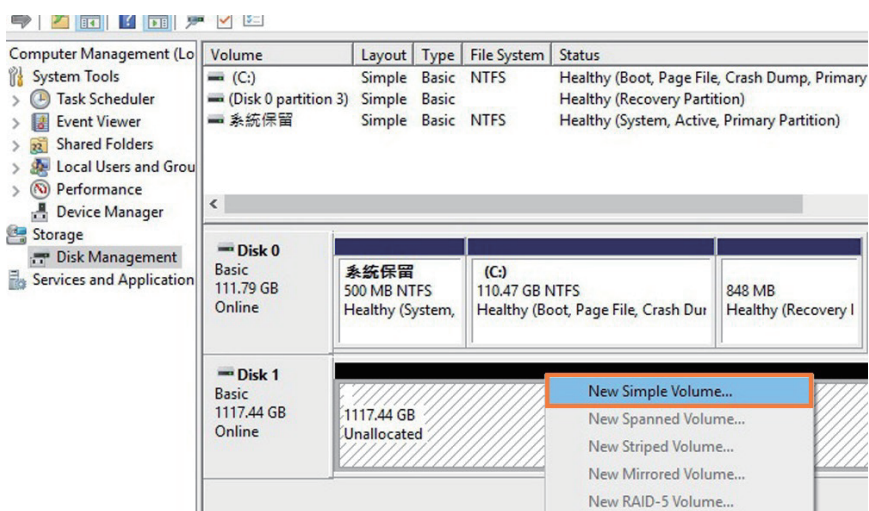 Computer Management (Lo
System Tools
Task Scheduler
Event Viewer
Shared Folders
Local Users and Grou
Performance
Device Manager
Storage
Disk Management
Services and Application
Volume Layout Type File System Status
(C:) Simple Basic NTFS Healthy (Boot, Page File, Crash Dump, Primary
(Disk 0 partition 3) Simple Basic Healthy (Recovery Partition)
系統保留 Simple Basic NTFS Healthy (System, Active, Primary Partition)
Disk 0
Basic
111.79 GB
Online
系統保留
500 MB NTFS
Healthy (System,
(C:)
110.47 GB NTFS
Healthy (Boot, Page File, Crash Dur
848 MB
Healthy (Recovery I
Disk 1
Basic
1117.44 GB
Online
1117.44 GB
Unallocated
New Simple Volume...
New Spanned Volume...
New Striped Volume...
New Mirrored Volume...
New RAID-5 Volume...